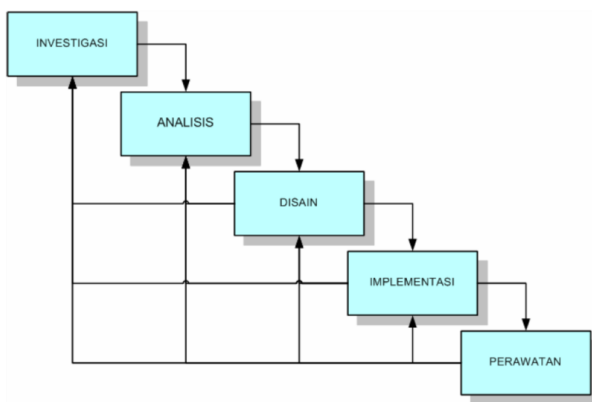 INVESTIGASI
ANALISIS
DISAIN
IMPLEMENTASI
PERAWATAN